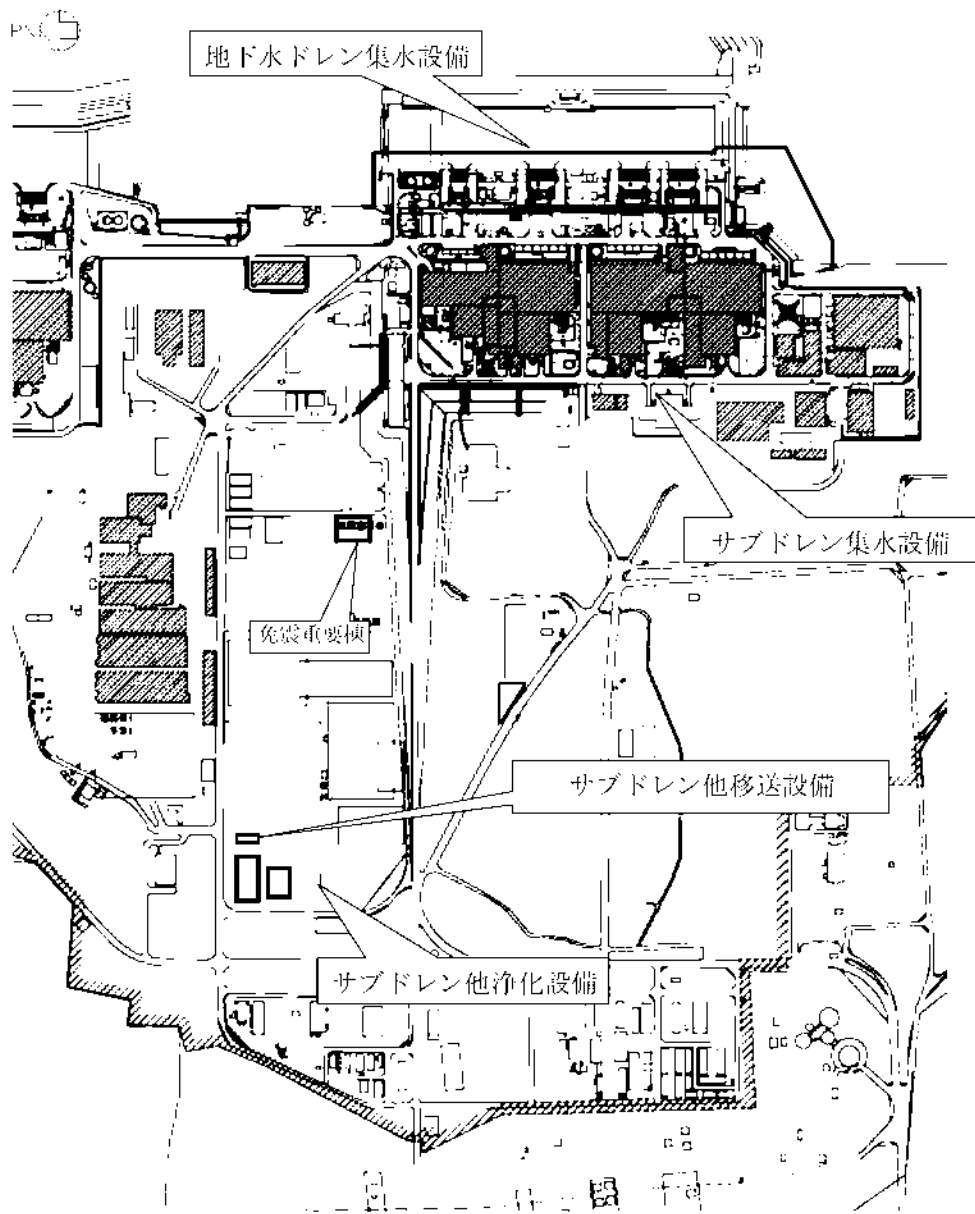 PN
地下水ドレン集水設備
サブドレン集水設備
免震重要棟
サブドレン他移送設備
サブドレン他浄化設備